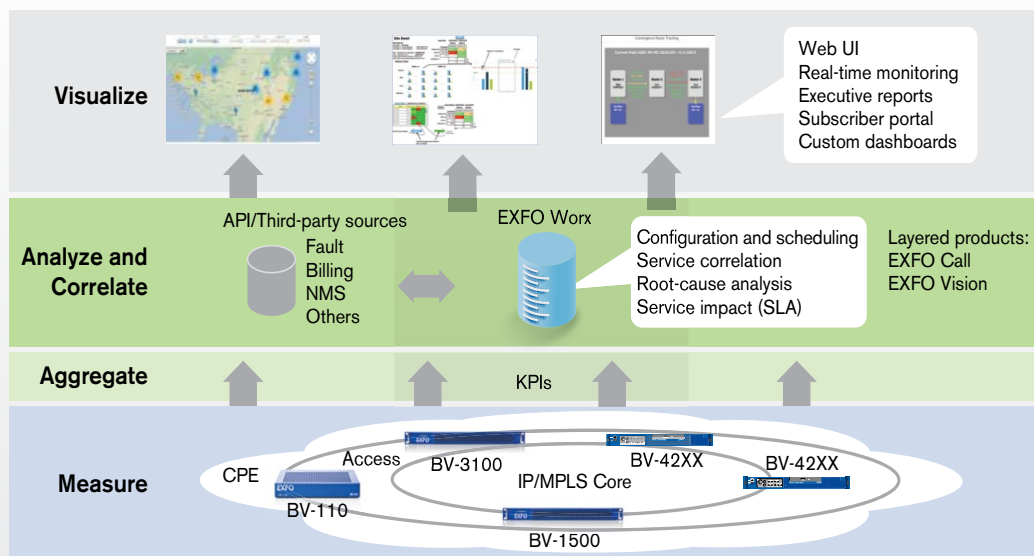 Visualize
Web UI
Real-time monitoring
Executive reports
Subscriber portal
Custom dashboards
Analyze and
Correlate
API/Third-party sources
Fault
Billing
NMS
Others
EXFO Worx
Configuration and scheduling
Service correlation
Root-cause analysis
Service impact (SLA)
Layered products:
EXFO Call
EXFO Vision
Aggregate
KPIs
Measure
CPE
Access
EXFO
BV-3100
BV-42XX
BV-42XX
IP/MPLS Core
EXFO
BV-110
EXFO
BV-1500